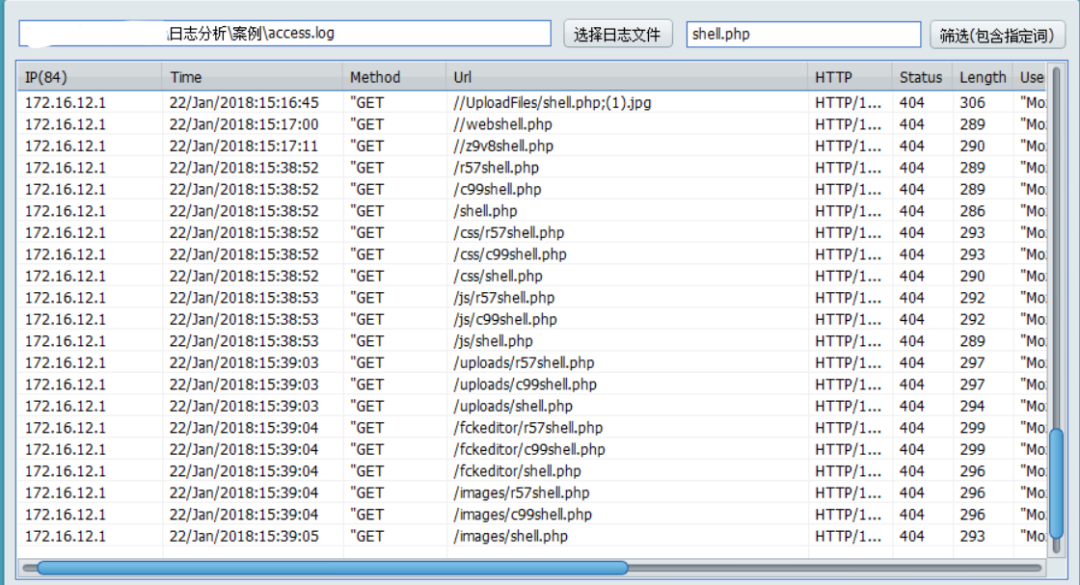 日志分析\案例\access.log 选择日志文件 shell.php 筛选(包含指定词)
IP(84) Time Method Url HTTP Status Length Use
172.16.12.1 22/Jan/2018:15:16:45 "GET //UploadFiles/shell.php;(1).jpg HTTP/1... 404 306 "Mo
172.16.12.1 22/Jan/2018:15:17:00 "GET //webshell.php HTTP/1... 404 289 "Mo
172.16.12.1 22/Jan/2018:15:17:11 "GET //z9v8shell.php HTTP/1... 404 290 "Mo
172.16.12.1 22/Jan/2018:15:38:52 "GET /r57shell.php HTTP/1... 404 289 "Mo
172.16.12.1 22/Jan/2018:15:38:52 "GET /c99shell.php HTTP/1... 404 289 "Mo
172.16.12.1 22/Jan/2018:15:38:52 "GET /shell.php HTTP/1... 404 286 "Mo
172.16.12.1 22/Jan/2018:15:38:52 "GET /css/r57shell.php HTTP/1... 404 293 "Mo
172.16.12.1 22/Jan/2018:15:38:52 "GET /css/c99shell.php HTTP/1... 404 293 "Mo
172.16.12.1 22/Jan/2018:15:38:52 "GET /css/shell.php HTTP/1... 404 290 "Mo
172.16.12.1 22/Jan/2018:15:38:53 "GET /js/r57shell.php HTTP/1... 404 292 "Mo
172.16.12.1 22/Jan/2018:15:38:53 "GET /js/c99shell.php HTTP/1... 404 292 "Mo
172.16.12.1 22/Jan/2018:15:38:53 "GET /js/shell.php HTTP/1... 404 289 "Mo
172.16.12.1 22/Jan/2018:15:39:03 "GET /uploads/r57shell.php HTTP/1... 404 297 "Mo
172.16.12.1 22/Jan/2018:15:39:03 "GET /uploads/c99shell.php HTTP/1... 404 297 "Mo
172.16.12.1 22/Jan/2018:15:39:03 "GET /uploads/shell.php HTTP/1... 404 294 "Mo
172.16.12.1 22/Jan/2018:15:39:04 "GET /fckeditor/r57shell.php HTTP/1... 404 299 "Mo
172.16.12.1 22/Jan/2018:15:39:04 "GET /fckeditor/c99shell.php HTTP/1... 404 299 "Mo
172.16.12.1 22/Jan/2018:15:39:04 "GET /fckeditor/shell.php HTTP/1... 404 296 "Mo
172.16.12.1 22/Jan/2018:15:39:04 "GET /images/r57shell.php HTTP/1... 404 296 "Mo
172.16.12.1 22/Jan/2018:15:39:04 "GET /images/c99shell.php HTTP/1... 404 296 "Mo
172.16.12.1 22/Jan/2018:15:39:05 "GET /images/shell.php HTTP/1... 404 293 "Mo